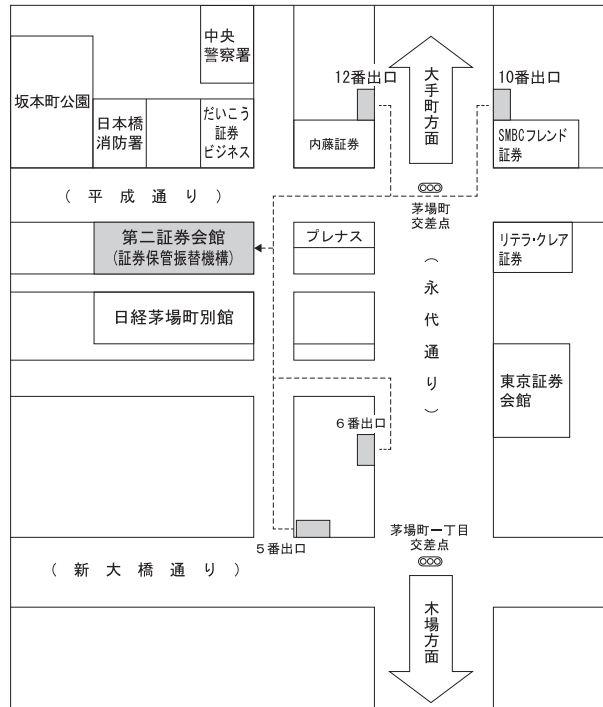 中央
警察署
坂本町公園
日本橋
消防署
だいこう
証券
ビジネス
12番出口
内藤証券
大手町方面
10番出口
SMBCフレンド
証券
(平成通り)
茅場町
交差点
第二証券会館
(証券保管振替機構)
プレナス
リテラ・クレア
証券
(永代通り)
日経茅場町別館
東京証券
会館
6番出口
5番出口
茅場町一丁目
交差点
(新大橋通り)
木場方面